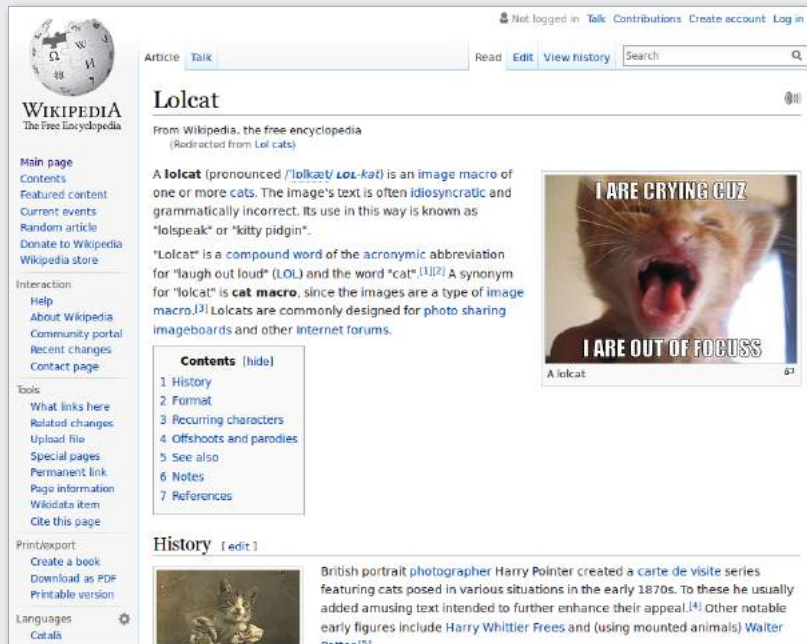 Not logged in Talk Contributions Create account Log in
WIKIPEDIA
The Free Encyclopedia
Article Talk
Read Edit View history
Search
Lolcat
From Wikipedia, the free encyclopedia
(Redirected from Lol cats)
A lolcat (pronounced /ˈlɒlkæt/ LOL-kat) is an image macro of
one or more cats. The image's text is often idiosyncratic and
grammatically incorrect. Its use in this way is known as
"lolspeak" or "kitty pidgin".
"Lolcat" is a compound word of the acronymic abbreviation
for "laugh out loud" (LOL) and the word "cat".[1][2] A synonym
for "lolcat" is cat macro, since the images are a type of image
macro.[3] Lolcats are commonly designed for photo sharing
imageboards and other Internet forums.
I ARE CRYING CUZ
I ARE OUT OF FOCUSS
A lolcat
Contents [hide]
1 History
2 Format
3 Recurring characters
4 Offshoots and parodies
5 See also
6 Notes
7 References
History [ edit ]
British portrait photographer Harry Pointer created a carte de visite series
featuring cats posed in various situations in the early 1870s. To these he usually
added amusing text intended to further enhance their appeal.[4] Other notable
early figures include Harry Whittier Frees and (using mounted animals) Walter
Main page
Contents
Featured content
Current events
Random article
Donate to Wikipedia
Wikipedia store
Interaction
Help
About Wikipedia
Community portal
Recent changes
Contact page
Tools
What links here
Related changes
Upload file
Special pages
Permanent link
Page information
Wikidata item
Cite this page
Print/export
Create a book
Download as PDF
Printable version
Languages
Català